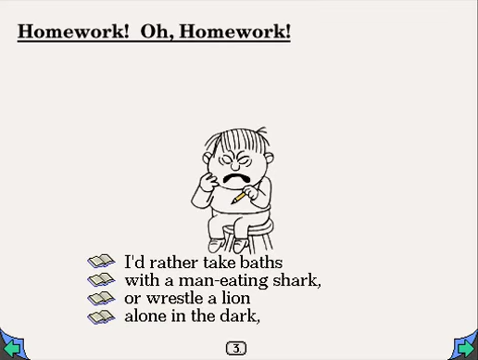 Homework!  Oh, Homework!
I'd rather take baths
with a man-eating shark,
or wrestle a lion
alone in the dark,
3